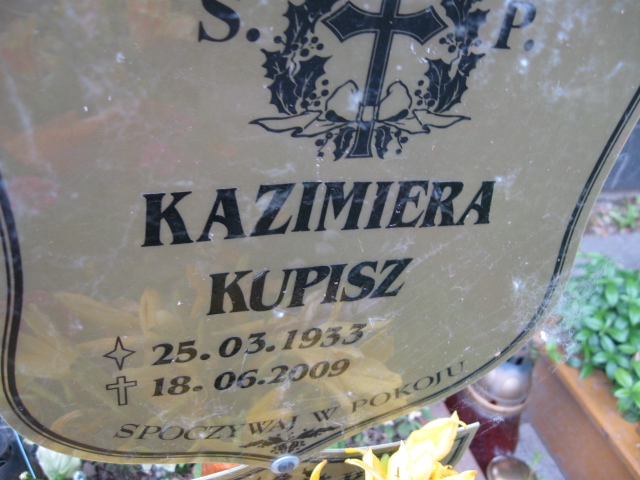 Ś. P.
KAZIMIERA
KUPISZ
25.03.1933
18.06.2009
SPOCZYWAJ W POKOJU